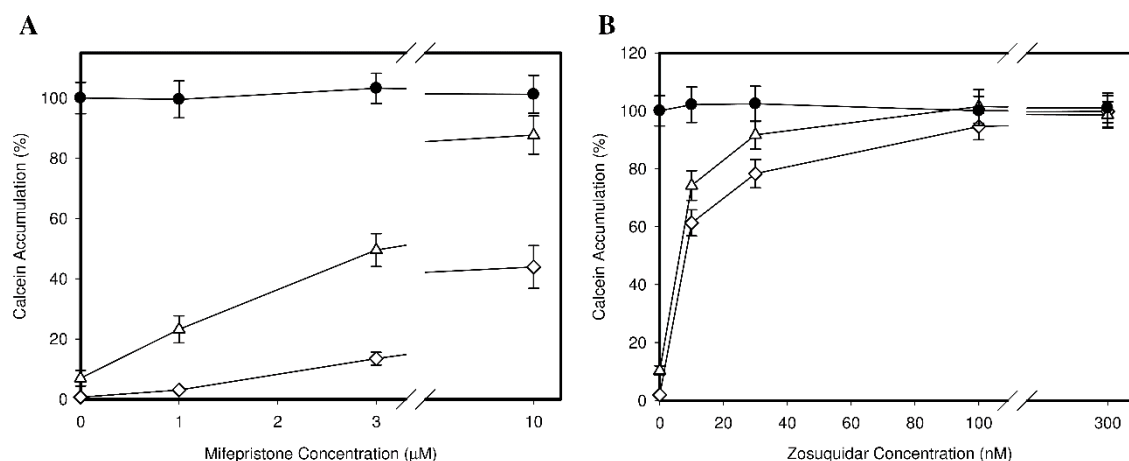 A
Calcein Accumulation (%)
100
80
60
40
20
0
0 1 2 3 10
Mifepristone Concentration (μM)
B
Calcein Accumulation (%)
120
100
80
60
40
20
0
0 20 40 60 80 100 300
Zosuquidar Concentration (nM)